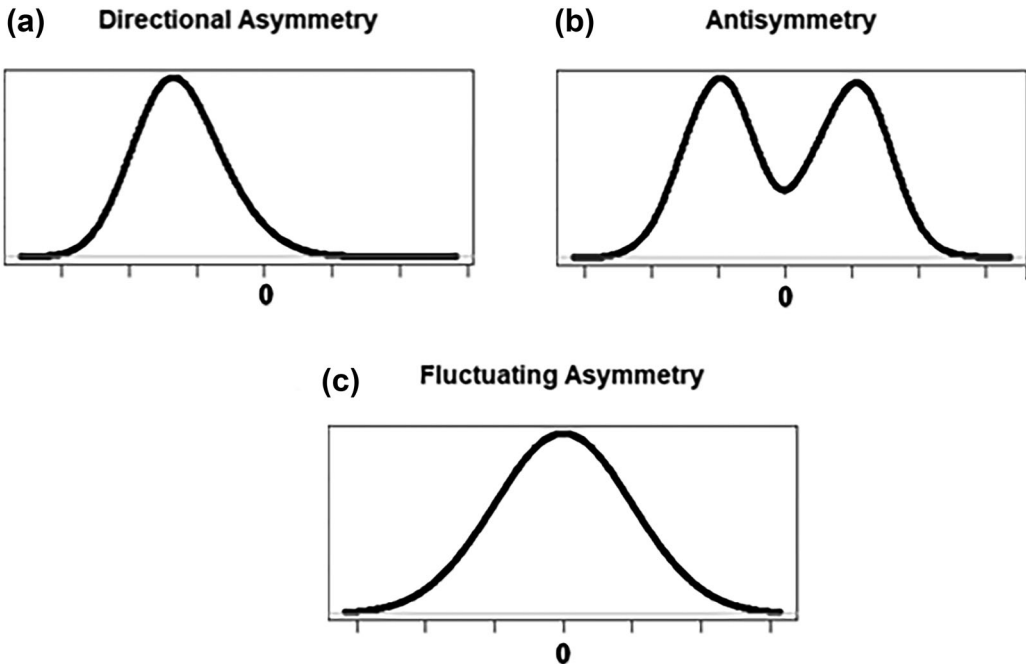 (a) Directional Asymmetry
(b) Antisymmetry
0
0
(c) Fluctuating Asymmetry
0